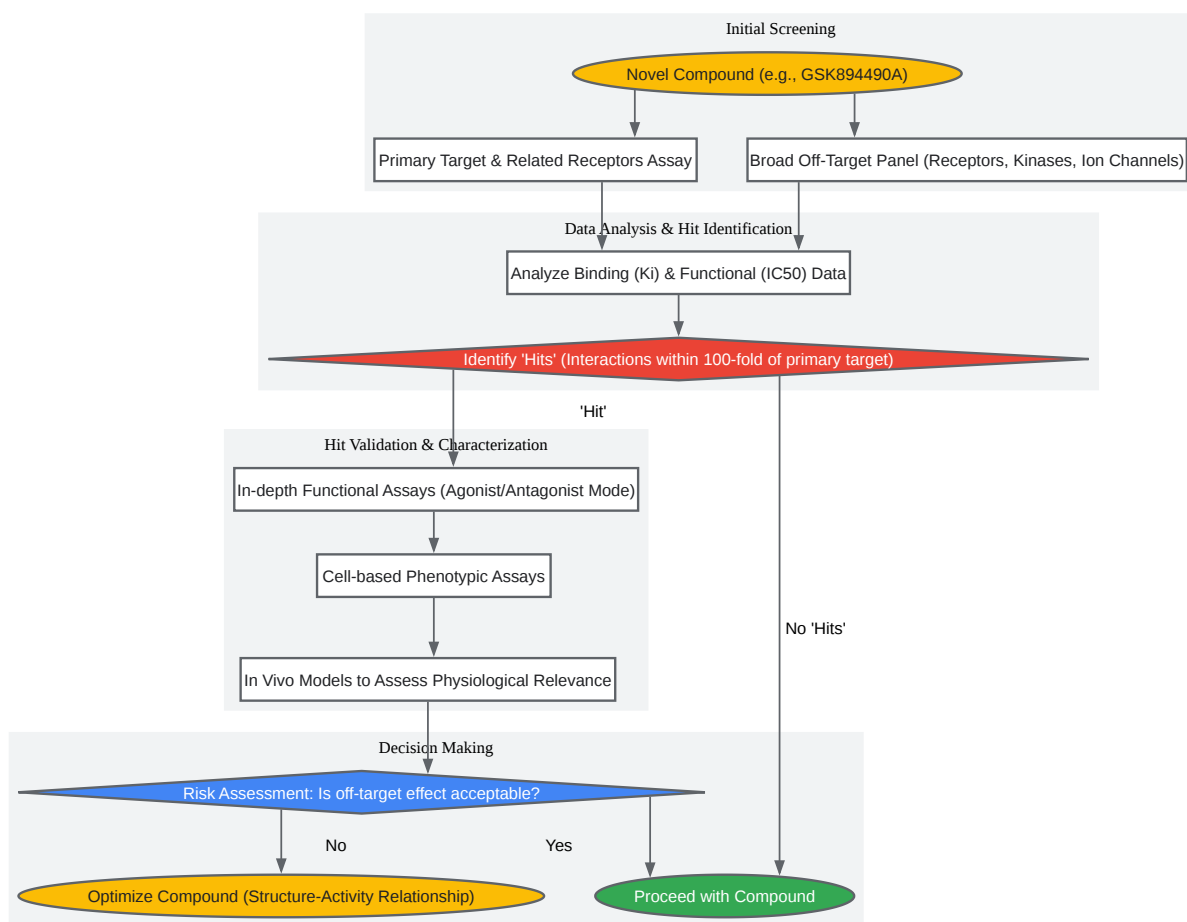 Initial Screening
Novel Compound (e.g., GSK894490A)
Primary Target & Related Receptors Assay
Broad Off-Target Panel (Receptors, Kinases, Ion Channels)
Data Analysis & Hit Identification
Analyze Binding (Ki) & Functional (IC50) Data
Identify 'Hits' (Interactions within 100-fold of primary target)
'Hit'
Hit Validation & Characterization
In-depth Functional Assays (Agonist/Antagonist Mode)
Cell-based Phenotypic Assays
No 'Hits'
In Vivo Models to Assess Physiological Relevance
Decision Making
Risk Assessment: Is off-target effect acceptable?
No
Yes
Optimize Compound (Structure-Activity Relationship)
Proceed with Compound